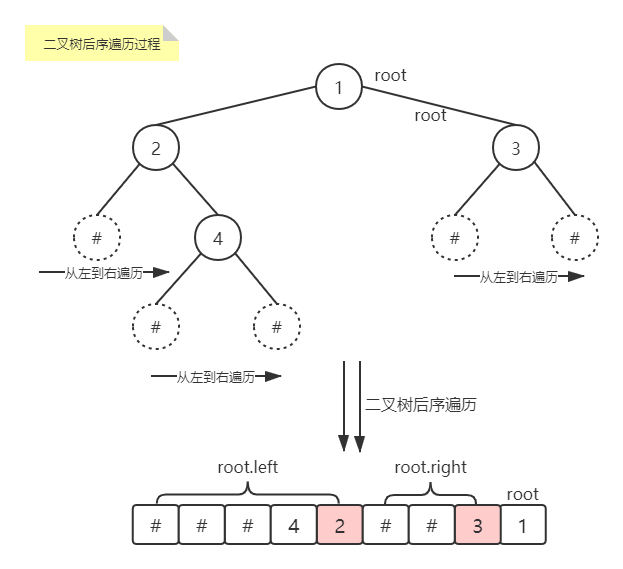 二叉树后序遍历过程
1 root
root
2 3
# 4 # #
从左到右遍历 从左到右遍历
# #
从左到右遍历
二叉树后序遍历
root.left root.right
root
# # # 4 2 # # 3 1